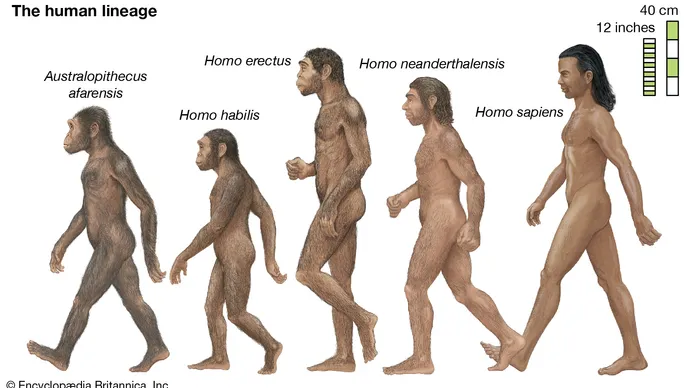 The human lineage
40 cm
12 inches
Homo erectus
Homo neanderthalensis
Australopithecus
afarensis
Homo habilis
Homo sapiens
© Encyclopædia Britannica, Inc.